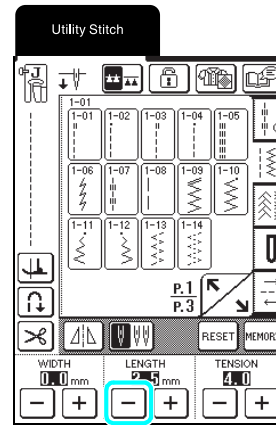 Utility Stitch
J
1-01
1-01 1-02 1-03 1-04 1-05
1-06 1-07 1-08 1-09 1-10
1-11 1-12 1-13 1-14
P.1
P.3
RESET MEMOR
WIDTH LENGTH TENSION
0.0 mm 2.5 mm 4.0
− + − + − +